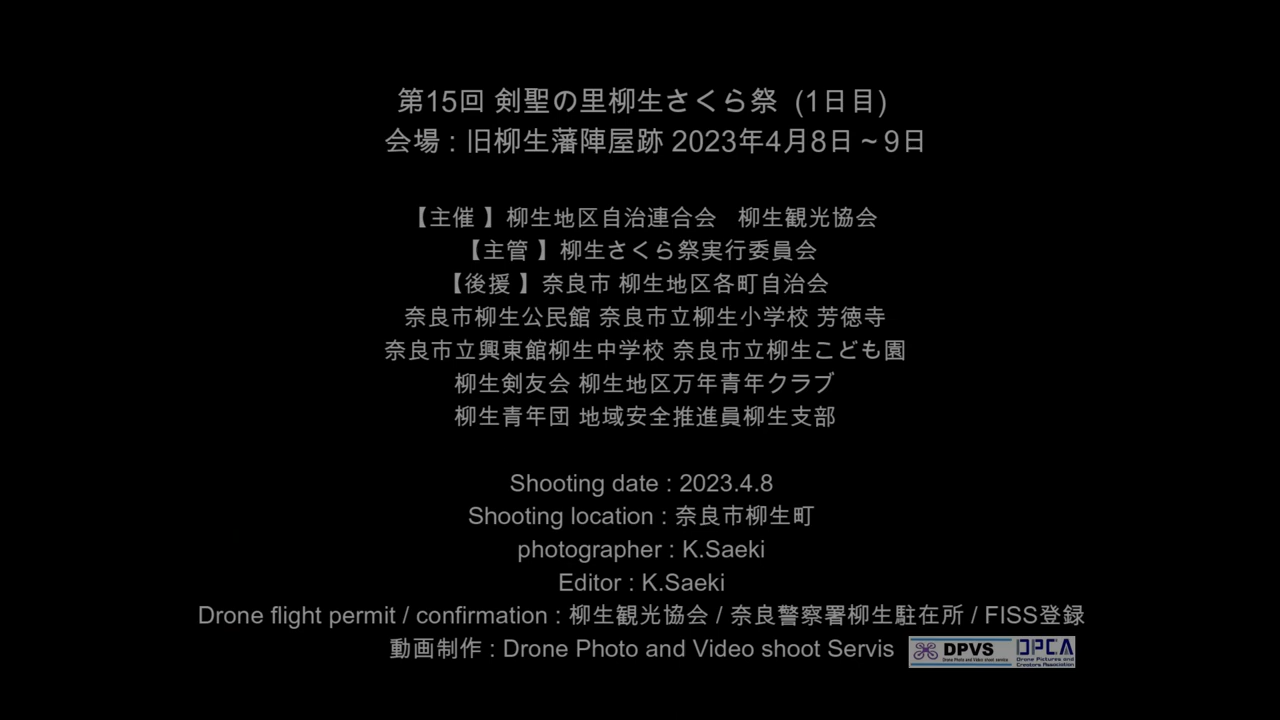 第15回 剣聖の里柳生さくら祭 (1日目)
会場 : 旧柳生藩陣屋跡 2023年4月8日～9日
【主催 】柳生地区自治連合会 柳生観光協会
【主管 】柳生さくら祭実行委員会
【後援 】奈良市 柳生地区各町自治会
奈良市柳生公民館 奈良市立柳生小学校 芳徳寺
奈良市立興東館柳生中学校 奈良市立柳生こども園
柳生剣友会 柳生地区万年青年クラブ
柳生青年団 地域安全推進員柳生支部
Shooting date : 2023.4.8
Shooting location : 奈良市柳生町
photographer : K.Saeki
Editor : K.Saeki
Drone flight permit / confirmation : 柳生観光協会 / 奈良警察署柳生駐在所 / FISS登録
動画制作 : Drone Photo and Video shoot Servis
DPVS
Drone Photo and Video shoot service
DPCA
Drone Pictures and
Creators Association